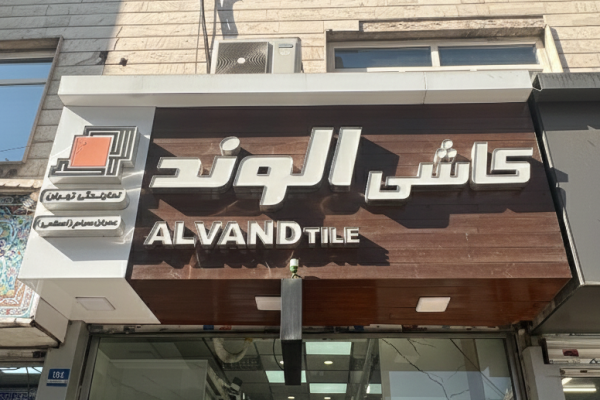 کاشی الوند
ALVAND TILE
نمایندگی تهران